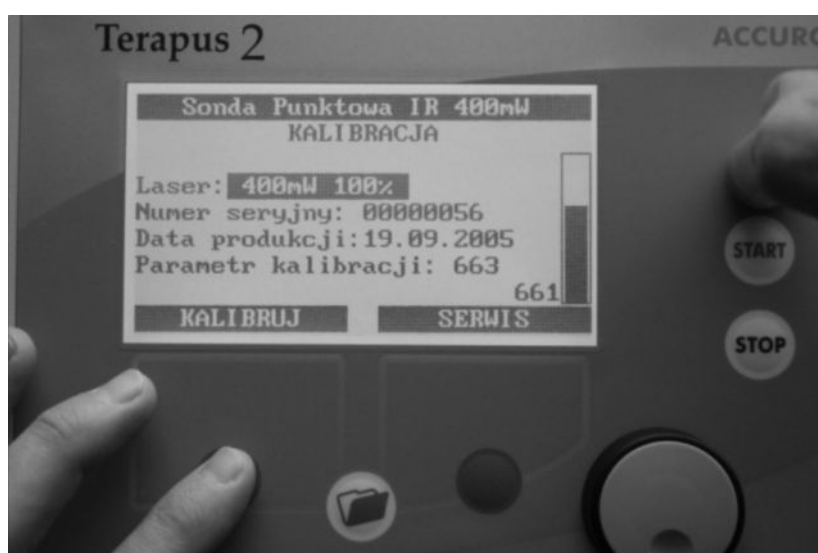 Terapus 2
ACCURO
Sonda Punktowa IR 400mW
KALIBRACJA
Laser: 400mW 100%
Numer seryjny: 00000056
Data produkcji:19.09.2005
Parametr kalibracji: 663
661
KALIBRUJ SERWIS
START
STOP